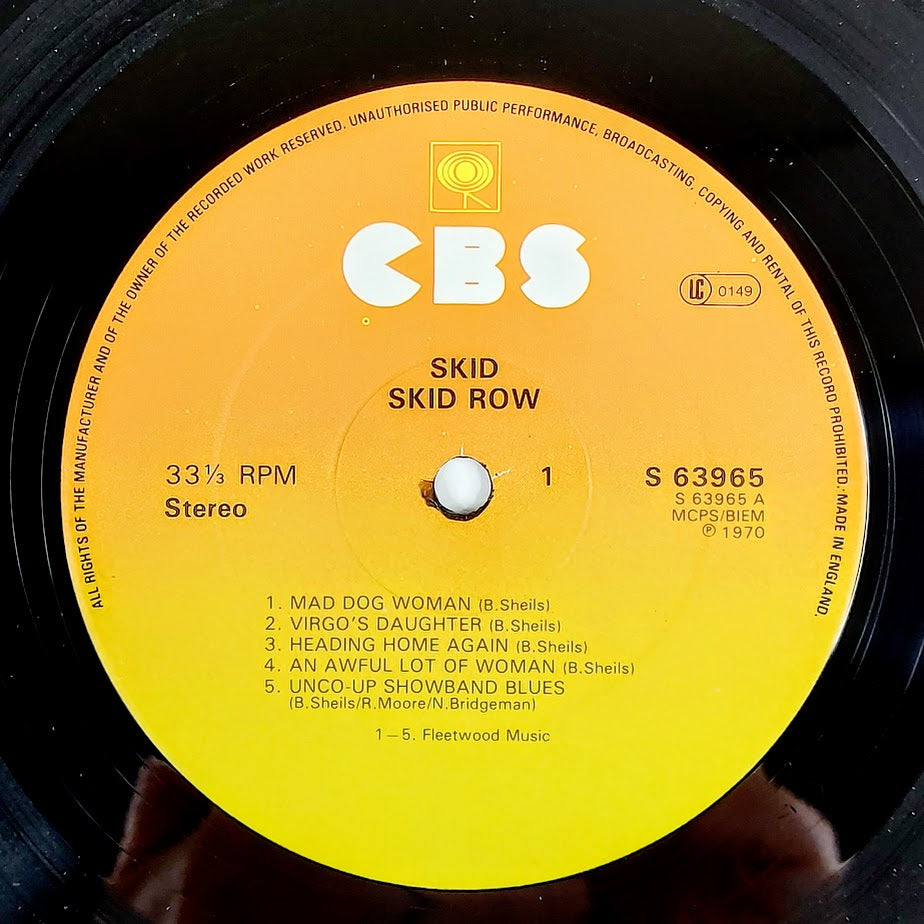 ALL RIGHTS OF THE MANUFACTURER AND OF THE OWNER OF THE RECORDED WORK RESERVED. UNAUTHORISED PUBLIC PERFORMANCE, BROADCASTING, COPYING AND RENTAL OF THIS RECORD PROHIBITED · MADE IN ENGLAND.
CBS
LC 0149
SKID
SKID ROW
33⅓ RPM
Stereo
1
S 63965
S 63965 A
MCPS/BIEM
℗ 1970
1. MAD DOG WOMAN (B.Sheils)
2. VIRGO'S DAUGHTER (B.Sheils)
3. HEADING HOME AGAIN (B.Sheils)
4. AN AWFUL LOT OF WOMAN (B.Sheils)
5. UNCO-UP SHOWBAND BLUES
(B.Sheils/R.Moore/N.Bridgeman)
1–5. Fleetwood Music